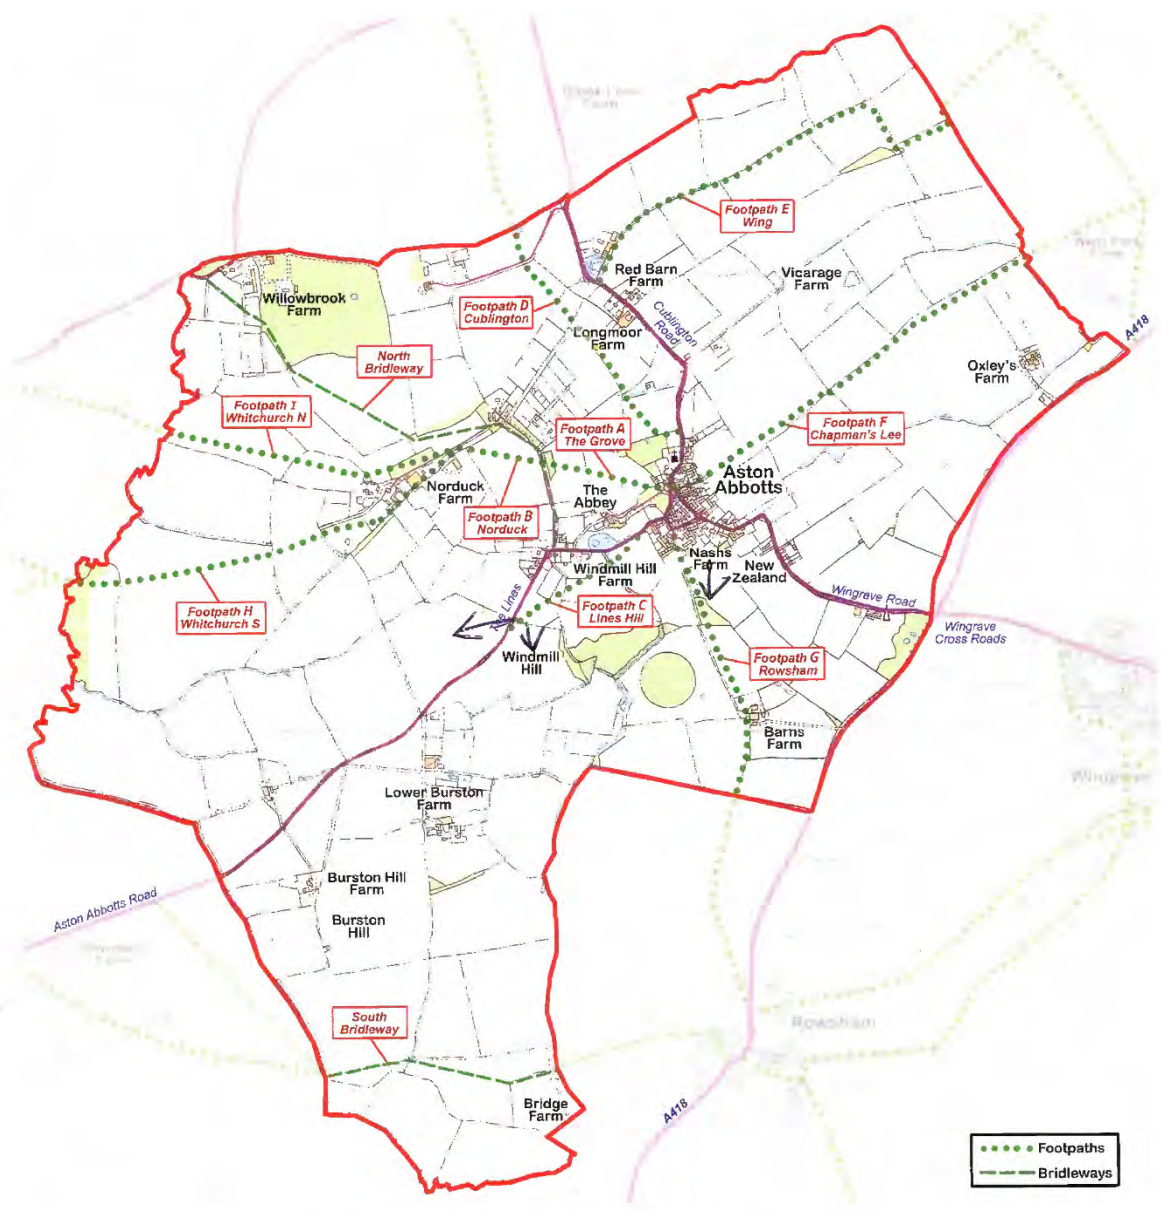 Footpath E
Wing
Red Barn
Farm
Vicarage
Farm
Willowbrook
Farm
Footpath D
Cublington
Longmoor
Farm
Cublington
Road
A418
North
Bridleway
Oxley's
Farm
Footpath I
Whitchurch N
Footpath A
The Grove
Footpath F
Chapman's Lee
Aston
Abbotts
Norduck
Farm
The
Abbey
Footpath B
Norduck
Nashs
Farm
New
Zealand
Windmill Hill
Farm
Wingrave Road
Footpath H
Whitchurch S
Lines
Footpath C
Lines Hill
Wingrave
Cross Roads
Windmill
Hill
Footpath G
Rowsham
Barns
Farm
Wingrave
Lower Burston
Farm
Burston Hill
Farm
Aston Abbotts Road
Burston
Hill
South
Bridleway
Rowsham
Bridge
Farm
A418
Footpaths
Bridleways